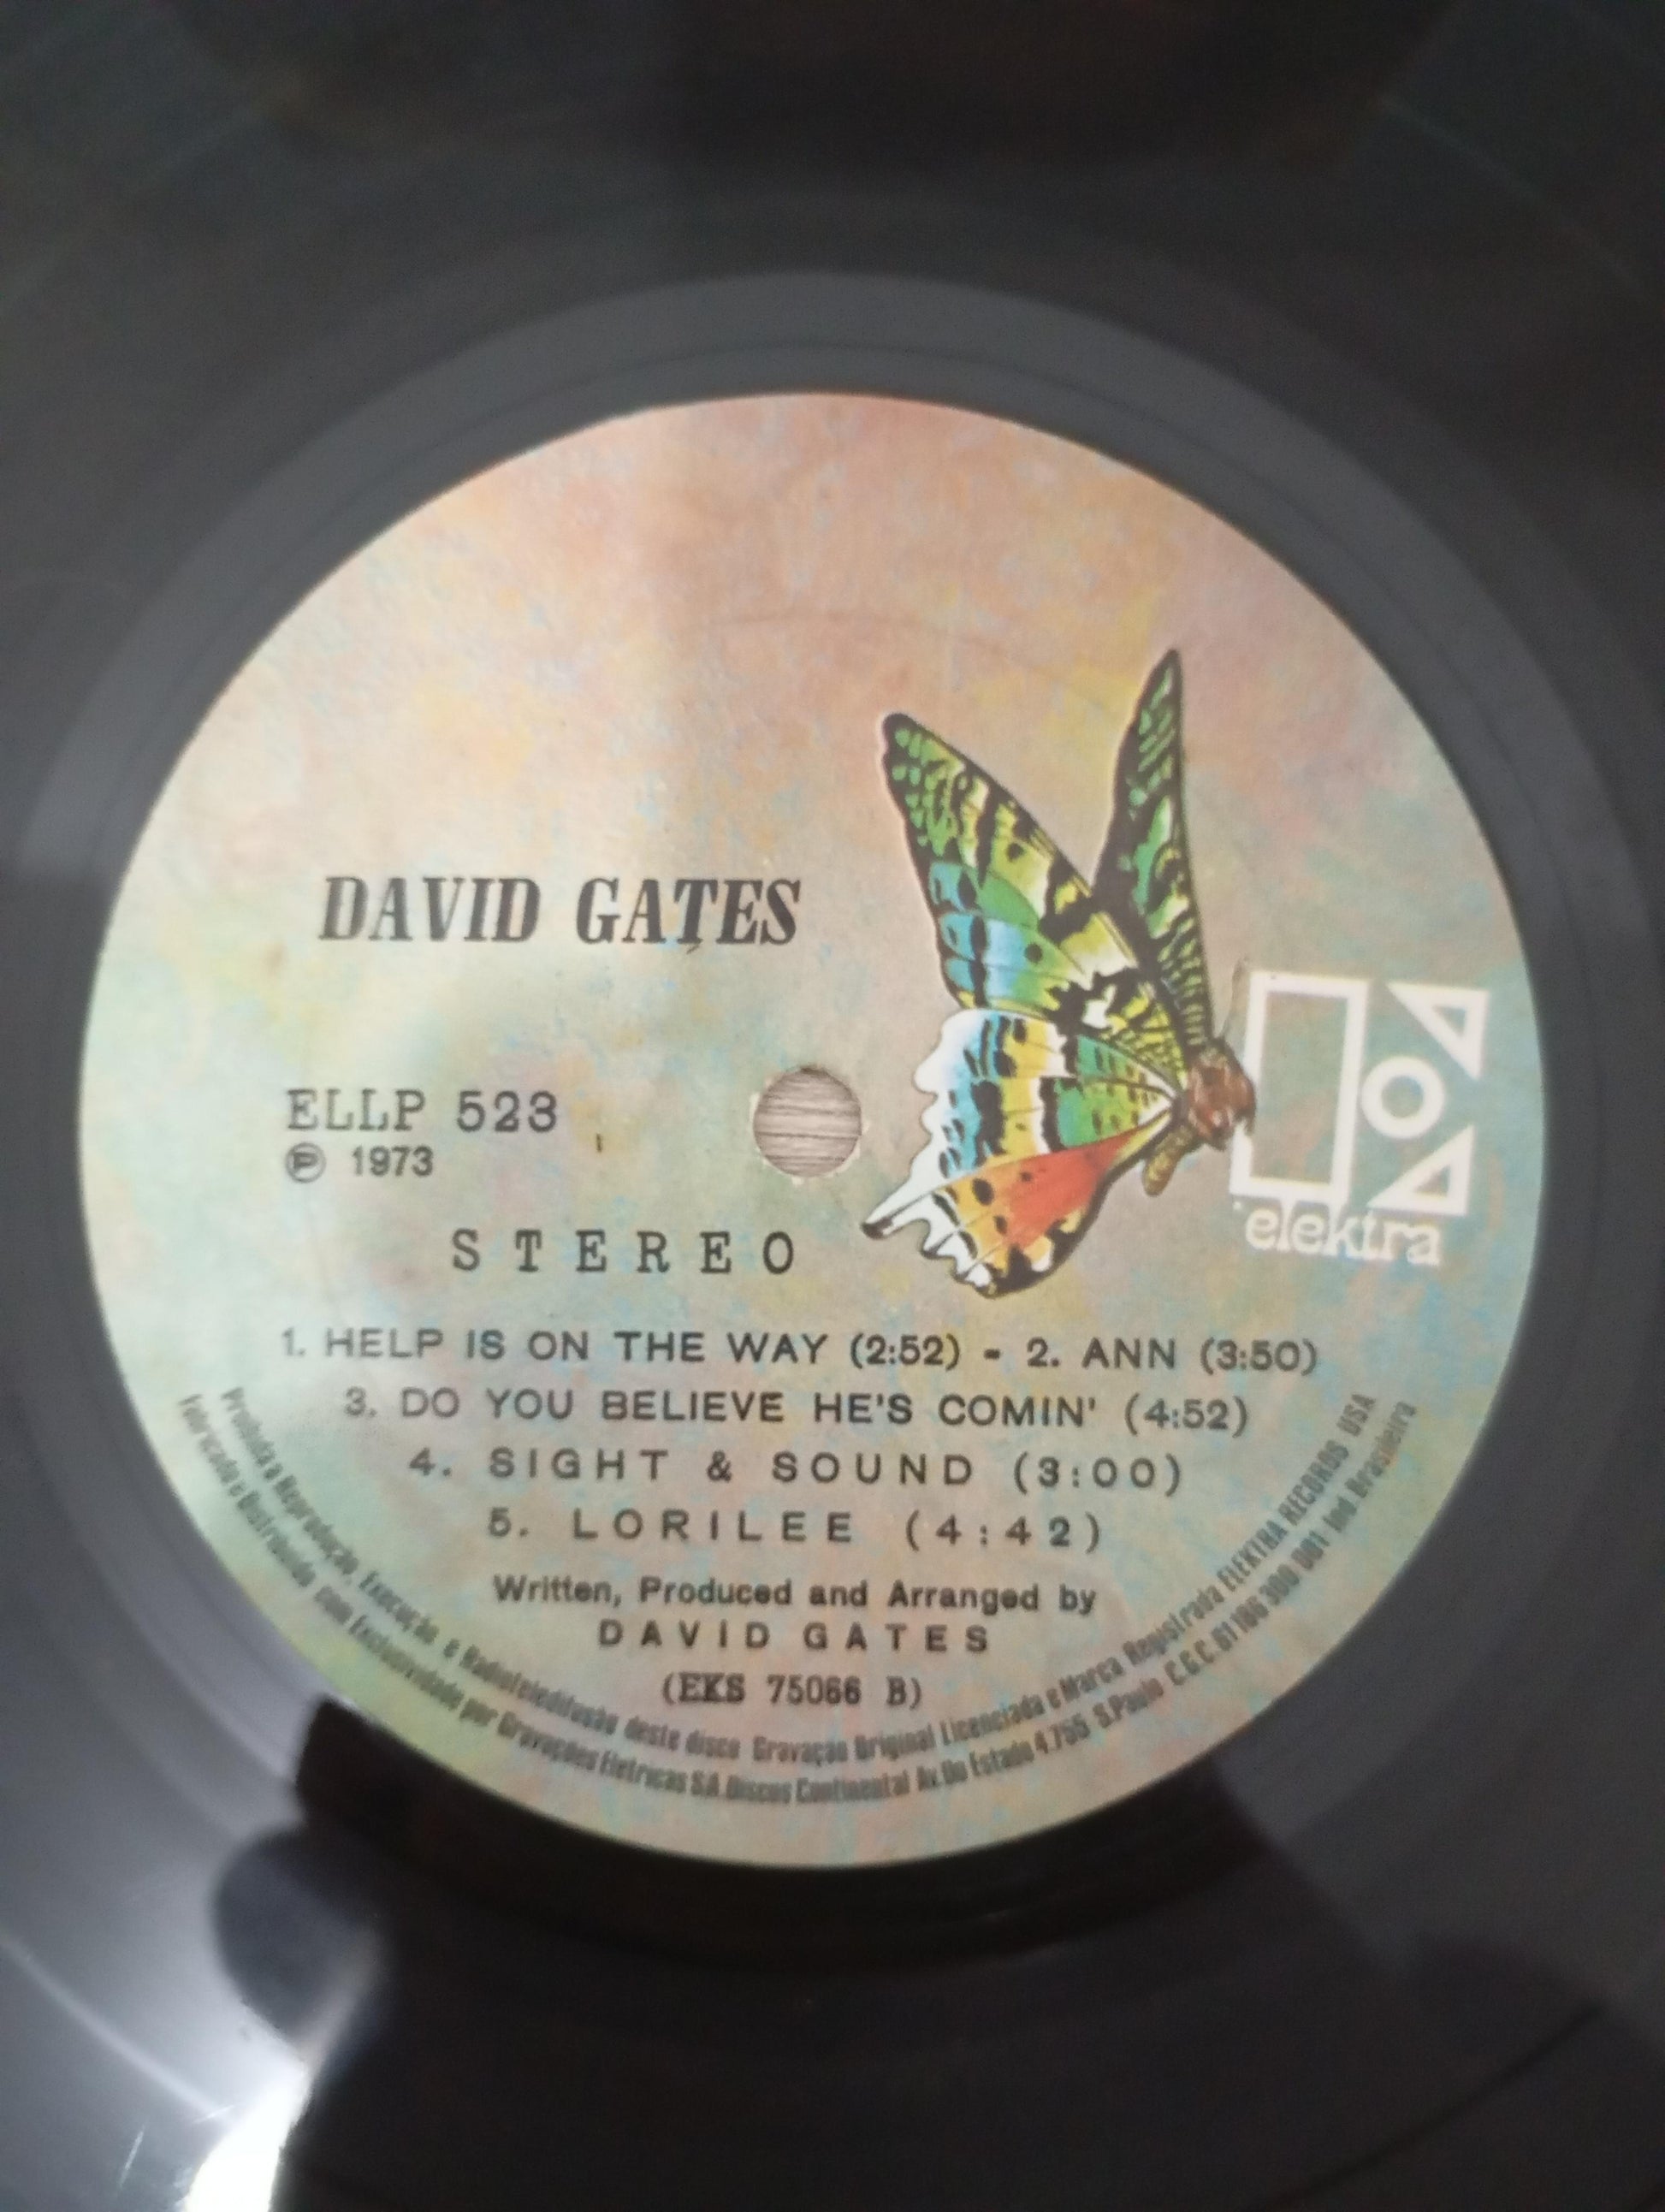 DAVID GATES
elektra
ELLP 523
℗ 1973
STEREO
1. HELP IS ON THE WAY (2:52) - 2. ANN (3:50)
3. DO YOU BELIEVE HE'S COMIN' (4:52)
4. SIGHT & SOUND (3:00)
5. LORILEE (4:42)
Written, Produced and Arranged by
DAVID GATES
(EKS 75066 B)
Proibida a Reprodução, Execução e Radioteledifusão deste disco Gravação Original Licenciada e Marca Registrada ELEKTRA RECORDS USA
Fabricado e Distribuido com Exclusividade por Gravações Elétricas S.A. Discos Continental Av. Do Estado 4.755 S.Paulo C.G.C. 61 186 300 001 Ind Brasileira